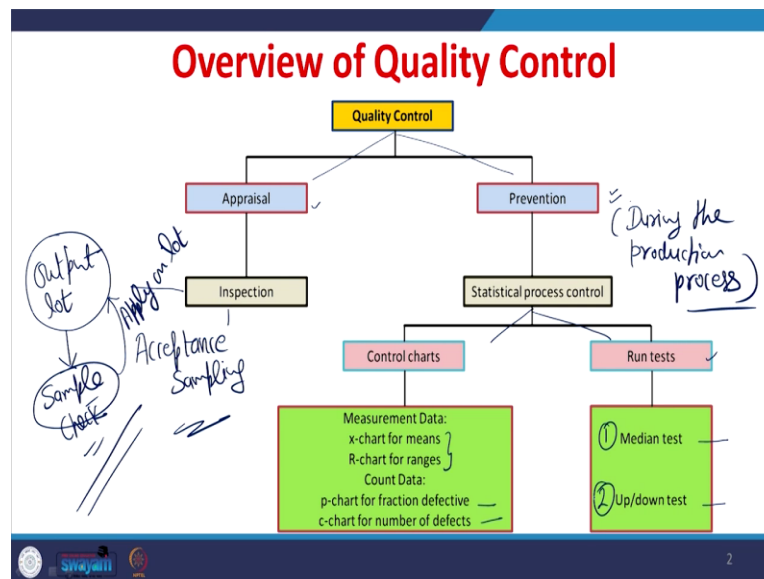 Overview of Quality Control
Quality Control
Appraisal
Prevention
(During the
production
process)
Output
lot
Apply on lot
Inspection
Statistical process control
Acceptance
Sampling
Sample
Check
Control charts
Run tests
Measurement Data:
x-chart for means
R-chart for ranges
Count Data:
p-chart for fraction defective
c-chart for number of defects
① Median test
② Up/down test
swayam
2